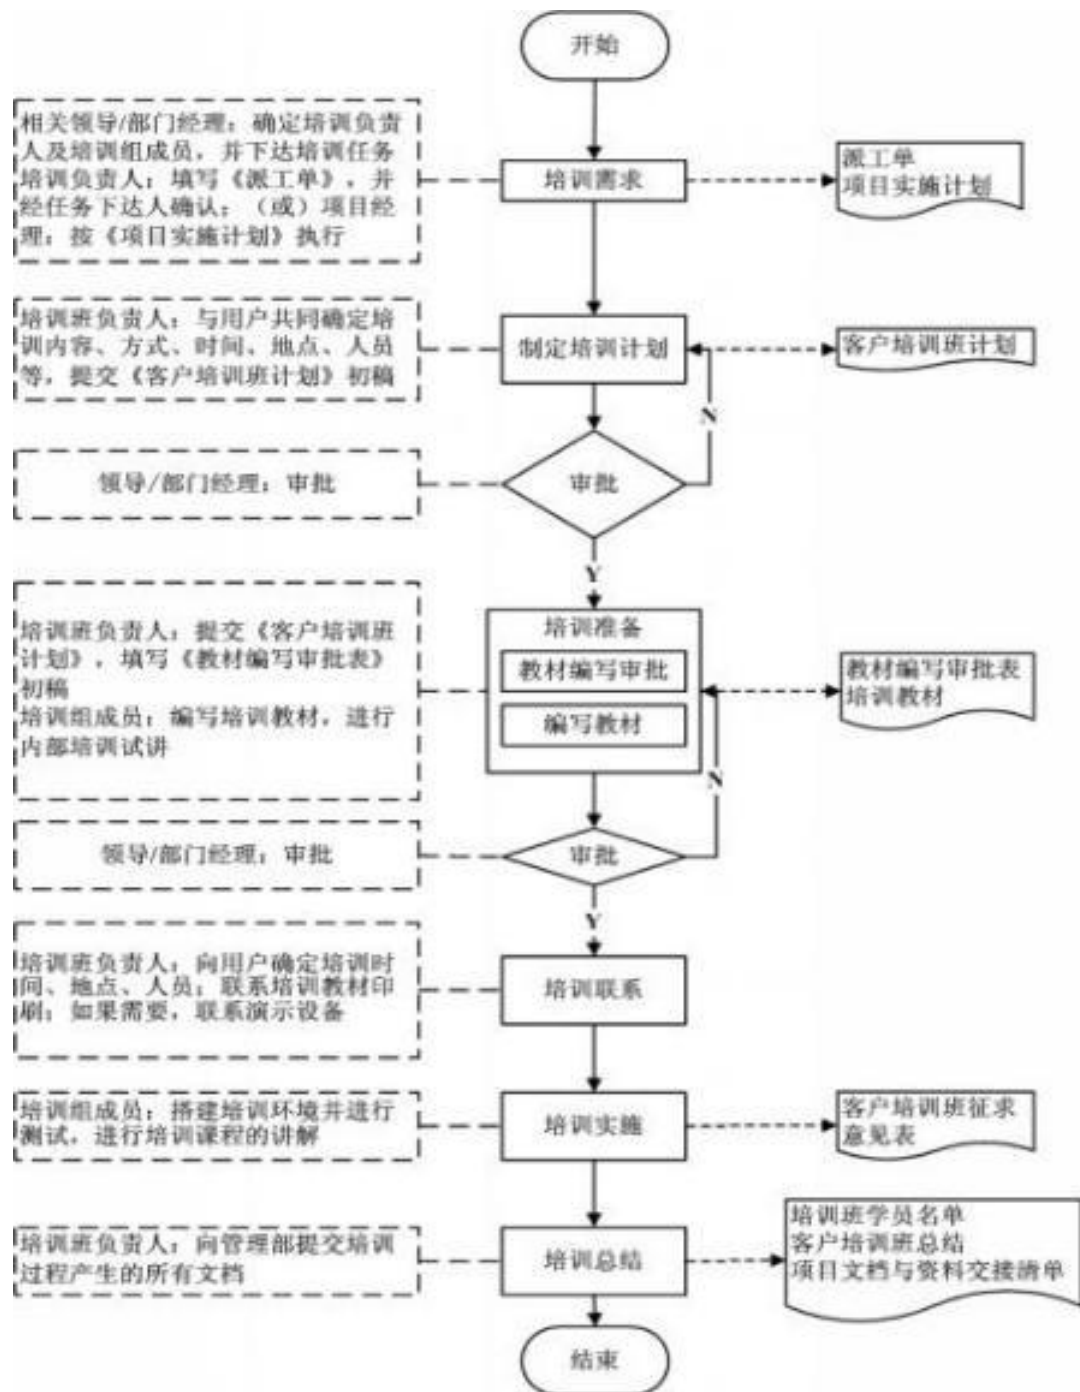 开始
相关领导/部门经理：确定培训负责
人及培训组成员，并下达培训任务
培训负责人：填写《派工单》，并
经任务下达人确认；（或）项目经
理：按《项目实施计划》执行
培训需求
派工单
项目实施计划
培训班负责人：与用户共同确定培
训内容、方式、时间、地点、人员
等，提交《客户培训班计划》初稿
制定培训计划
客户培训班计划
N
领导/部门经理：审批
审批
Y
培训班负责人：提交《客户培训班
计划》，填写《教材编写审批表》
初稿
培训组成员：编写培训教材，进行
内部培训试讲
培训准备
教材编写审批
编写教材
教材编写审批表
培训教材
N
领导/部门经理：审批
审批
Y
培训班负责人：向用户确定培训时
间、地点、人员；联系培训教材印
刷；如果需要，联系演示设备
培训联系
培训组成员：搭建培训环境并进行
测试，进行培训课程的讲解
培训实施
客户培训班征求
意见表
培训班负责人：向管理部提交培训
过程产生的所有文档
培训总结
培训班学员名单
客户培训班总结
项目文档与资料交接清单
结束